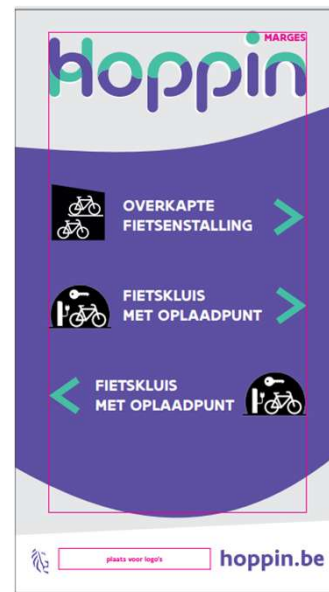 MARGES
hoppin
OVERKAPTE
FIETSENSTALLING
FIETSKLUIS
MET OPLAADPUNT
FIETSKLUIS
MET OPLAADPUNT
plaats voor logo's
hoppin.be